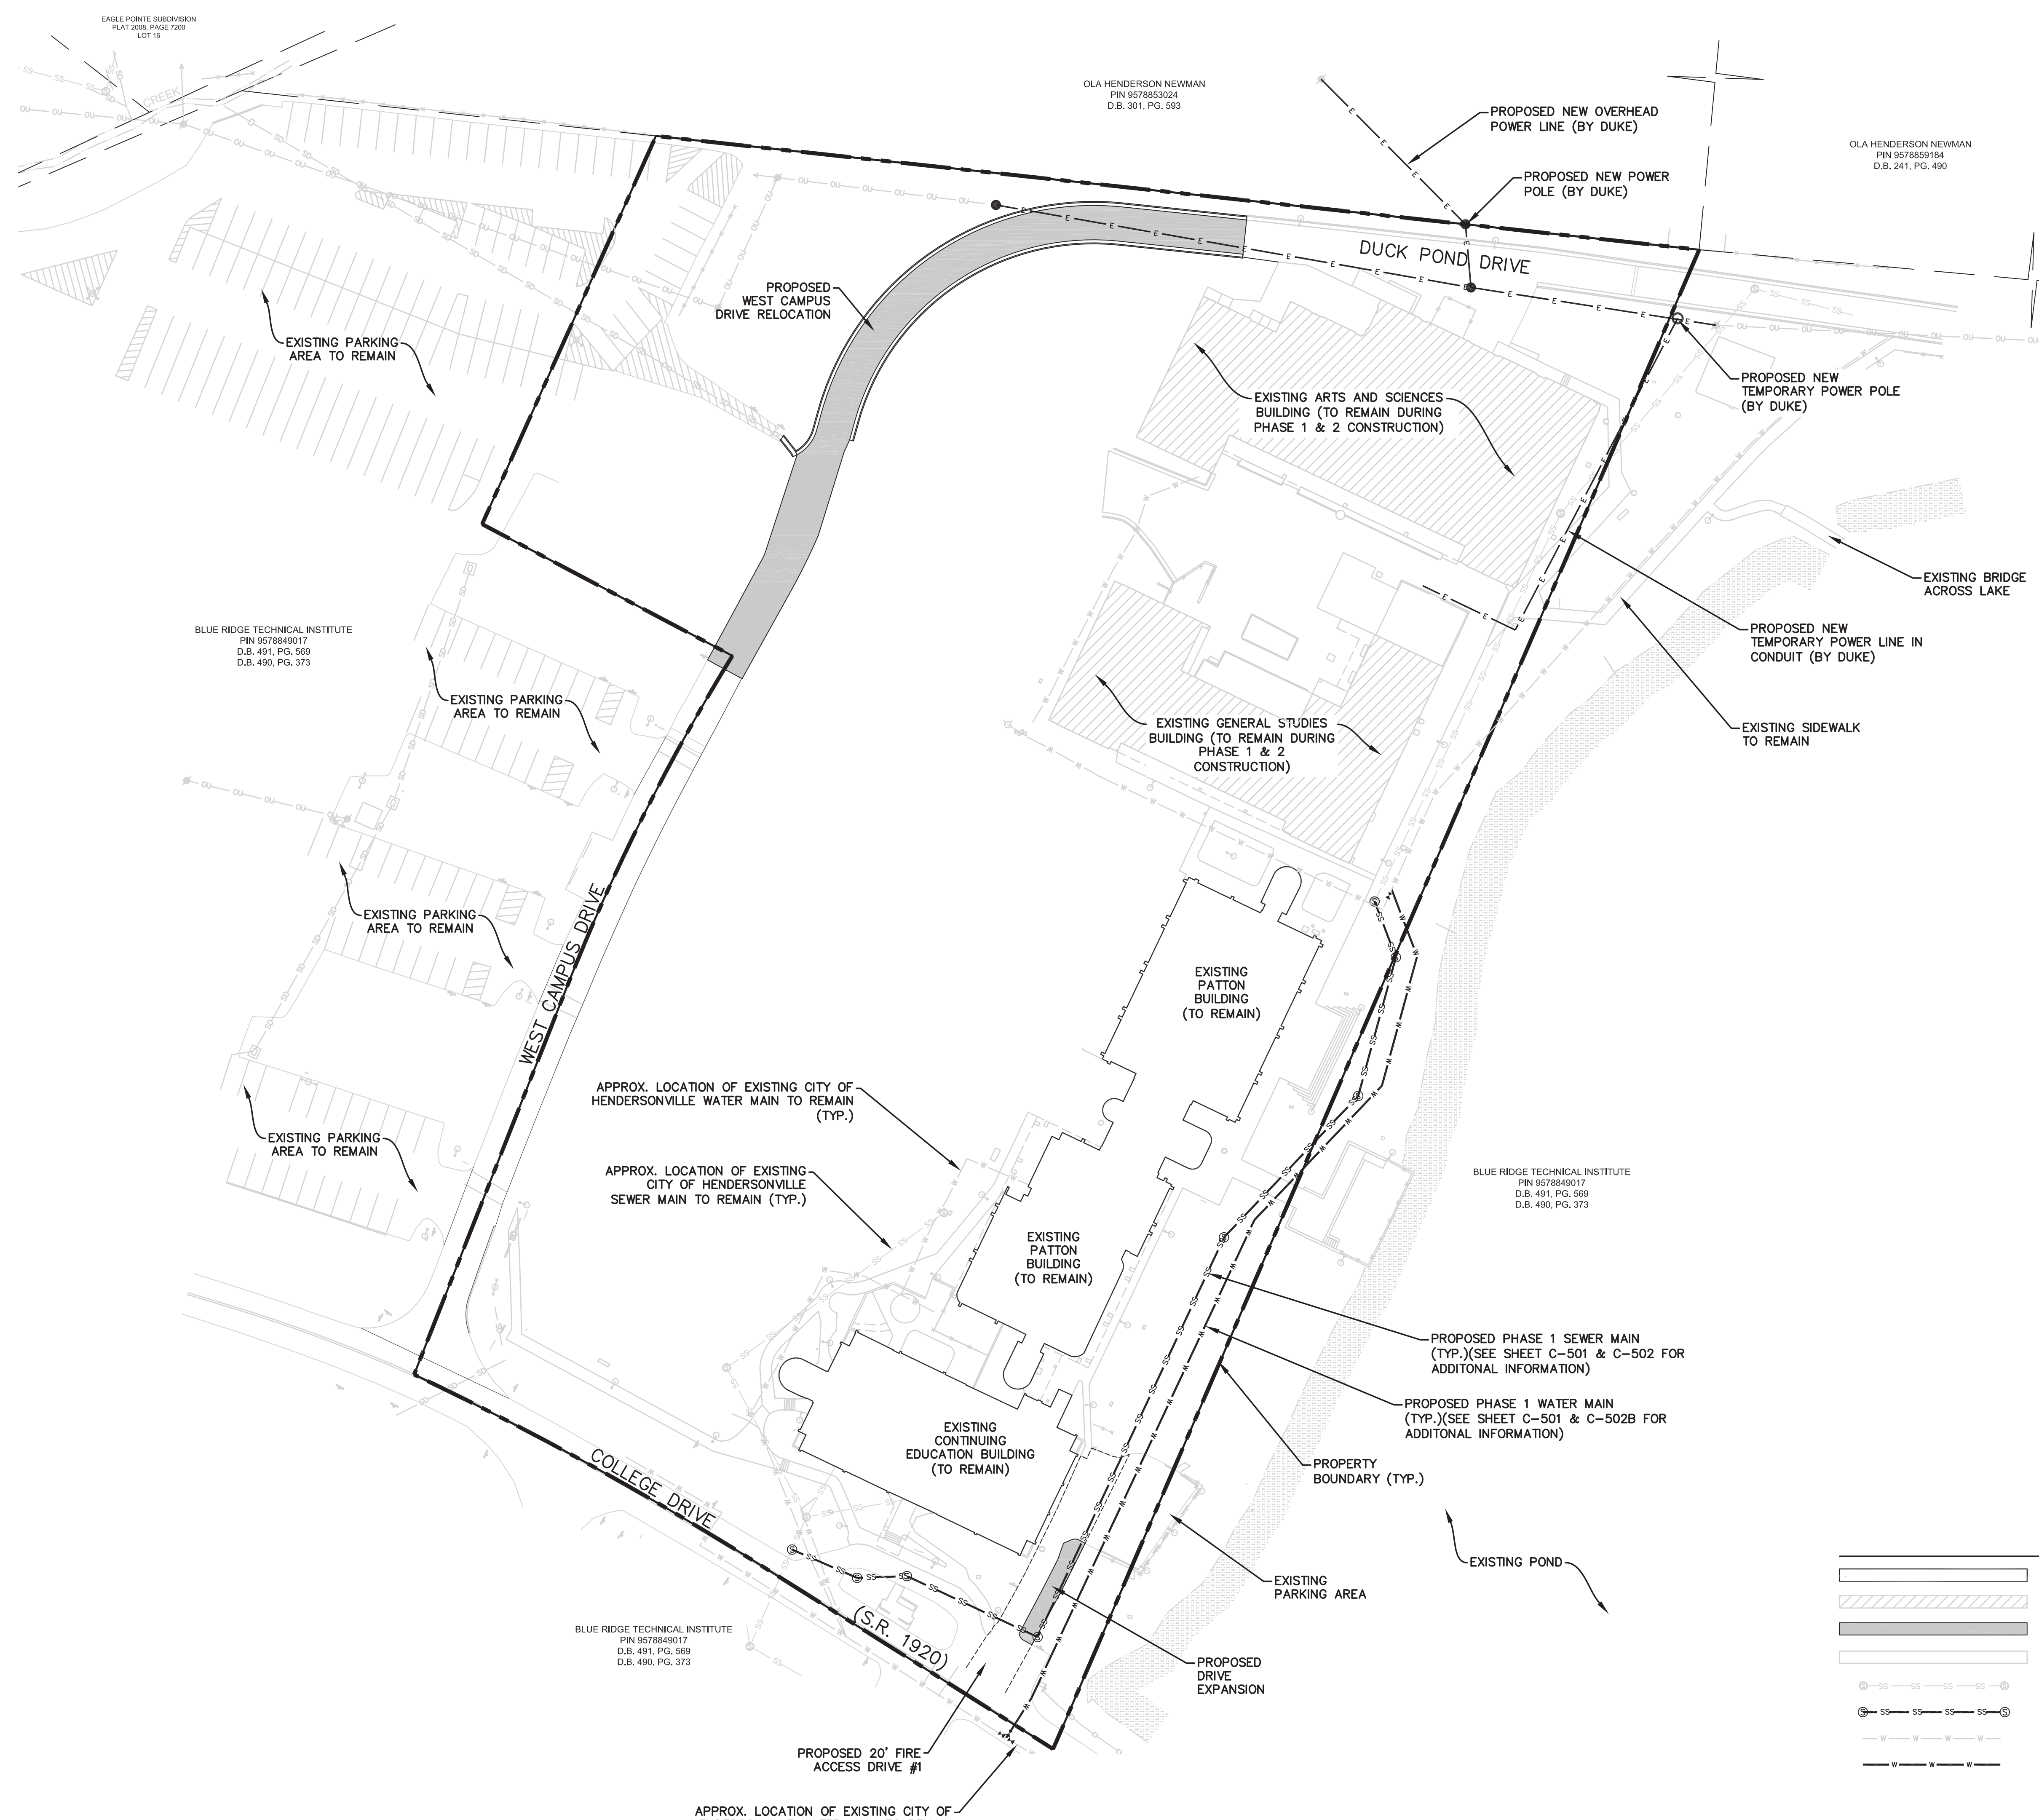 EAGLE POINTE SUBDIVISION
PLAT 2008, PAGE 7200
LOT 16
CREEK
OLA HENDERSON NEWMAN
PIN 9578853024
D.B. 301, PG. 593
PROPOSED NEW OVERHEAD
POWER LINE (BY DUKE)
OLA HENDERSON NEWMAN
PIN 9578859184
D.B. 241, PG. 490
PROPOSED NEW POWER
POLE (BY DUKE)
DUCK POND DRIVE
PROPOSED
WEST CAMPUS
DRIVE RELOCATION
EXISTING PARKING
AREA TO REMAIN
PROPOSED NEW
TEMPORARY POWER POLE
(BY DUKE)
EXISTING ARTS AND SCIENCES
BUILDING (TO REMAIN DURING
PHASE 1 & 2 CONSTRUCTION)
EXISTING BRIDGE
ACROSS LAKE
BLUE RIDGE TECHNICAL INSTITUTE
PIN 9578849017
D.B. 491, PG. 569
D.B. 490, PG. 373
PROPOSED NEW
TEMPORARY POWER LINE IN
CONDUIT (BY DUKE)
EXISTING PARKING
AREA TO REMAIN
EXISTING GENERAL STUDIES
BUILDING (TO REMAIN DURING
PHASE 1 & 2
CONSTRUCTION)
EXISTING SIDEWALK
TO REMAIN
EXISTING PARKING
AREA TO REMAIN
WEST CAMPUS DRIVE
EXISTING
PATTON
BUILDING
(TO REMAIN)
APPROX. LOCATION OF EXISTING CITY OF
HENDERSONVILLE WATER MAIN TO REMAIN
(TYP.)
EXISTING PARKING
AREA TO REMAIN
APPROX. LOCATION OF EXISTING
CITY OF HENDERSONVILLE
SEWER MAIN TO REMAIN (TYP.)
BLUE RIDGE TECHNICAL INSTITUTE
PIN 9578849017
D.B. 491, PG. 569
D.B. 490, PG. 373
EXISTING
PATTON
BUILDING
(TO REMAIN)
PROPOSED PHASE 1 SEWER MAIN
(TYP.)(SEE SHEET C-501 & C-502 FOR
ADDITONAL INFORMATION)
PROPOSED PHASE 1 WATER MAIN
(TYP.)(SEE SHEET C-501 & C-502B FOR
ADDITONAL INFORMATION)
EXISTING
CONTINUING
EDUCATION BUILDING
(TO REMAIN)
PROPERTY
BOUNDARY (TYP.)
COLLEGE DRIVE
EXISTING POND
EXISTING
PARKING AREA
(S.R. 1920)
BLUE RIDGE TECHNICAL INSTITUTE
PIN 9578849017
D.B. 491, PG. 569
D.B. 490, PG. 373
PROPOSED
DRIVE
EXPANSION
PROPOSED 20' FIRE
ACCESS DRIVE #1
APPROX. LOCATION OF EXISTING CITY OF
S SS SS SS SS S
S SS SS SS SS S
W W W W
W W W